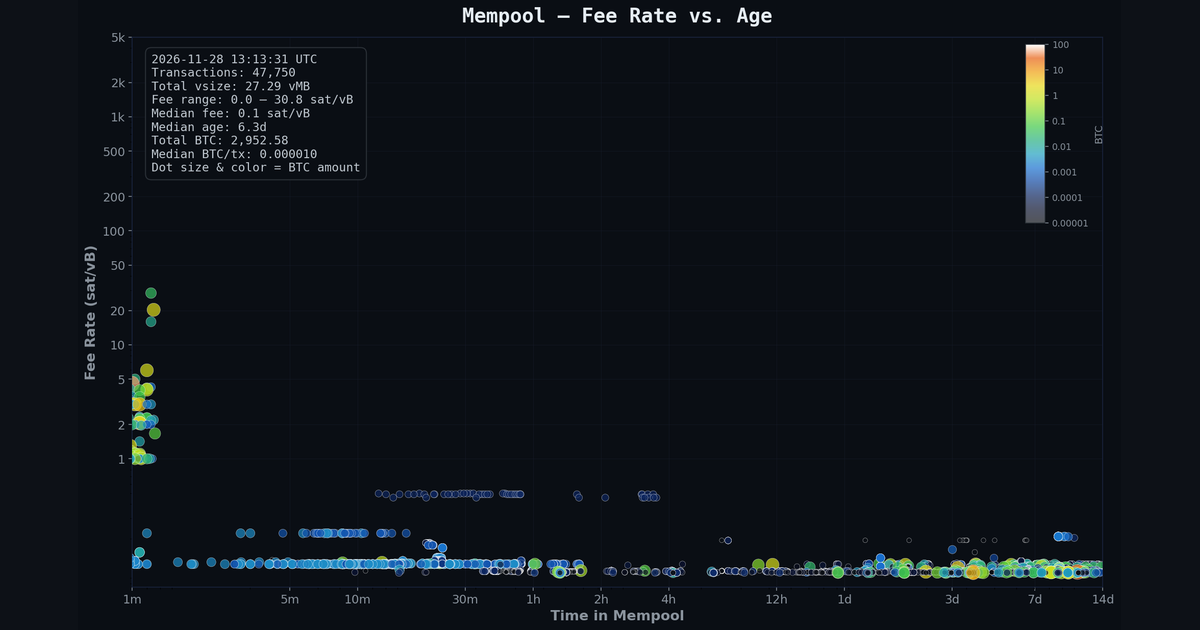 Mempool — Fee Rate vs. Age
2026-11-28 13:13:31 UTC
Transactions: 47,750
Total vsize: 27.29 vMB
Fee range: 0.0 — 30.8 sat/vB
Median fee: 0.1 sat/vB
Median age: 6.3d
Total BTC: 2,952.58
Median BTC/tx: 0.000010
Dot size & color = BTC amount
Fee Rate (sat/vB)
5k
2k
1k
500
200
100
50
20
10
5
2
1
100
10
1
0.1
0.01
0.001
0.0001
0.00001
BTC
1m
5m
10m
30m
1h
2h
4h
12h
1d
3d
7d
14d
Time in Mempool